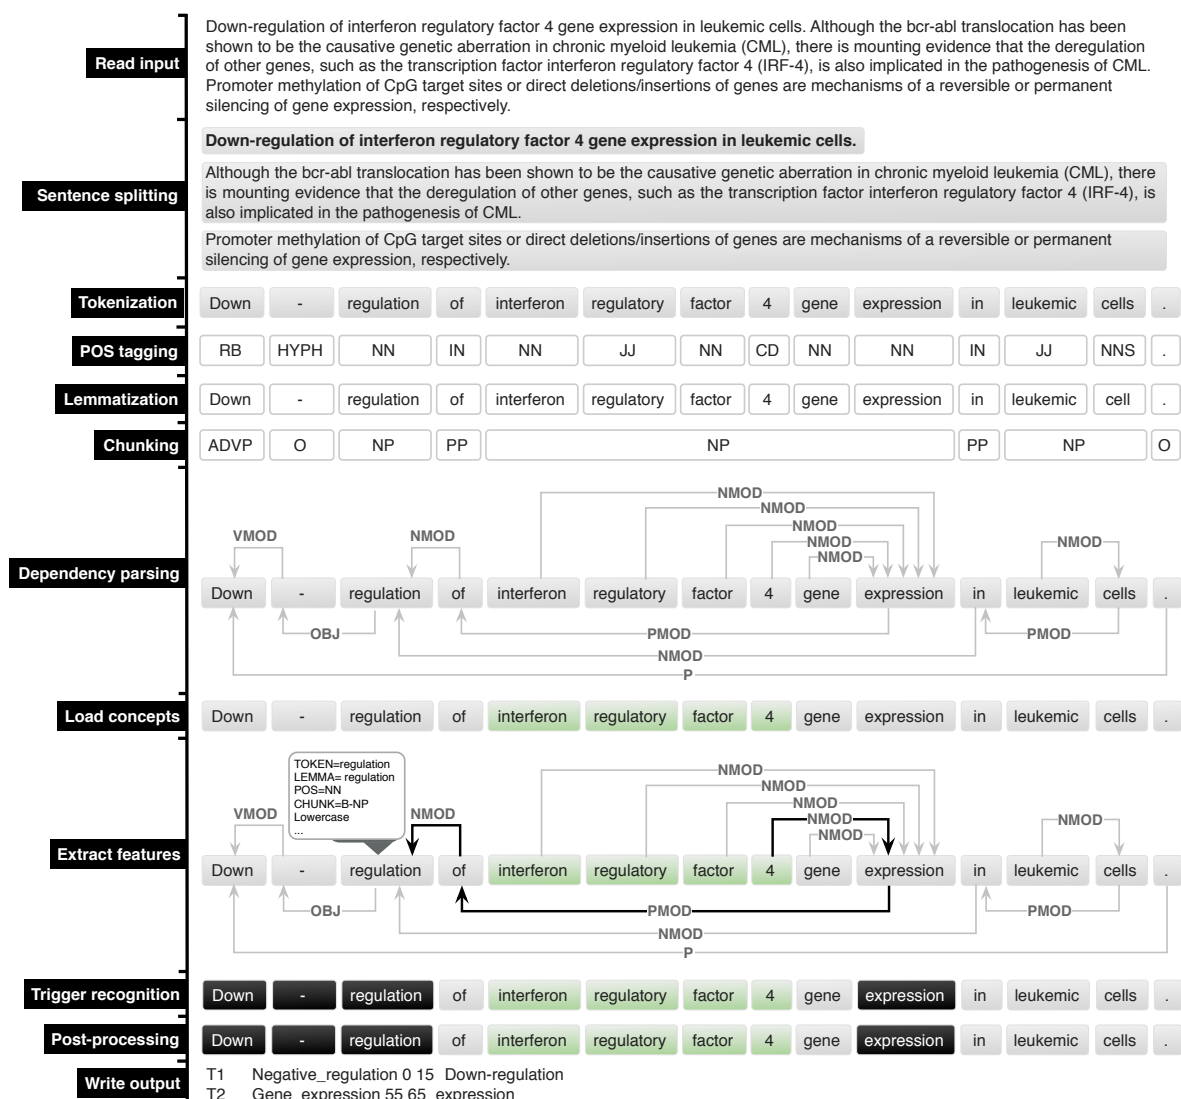 Read input
Down-regulation of interferon regulatory factor 4 gene expression in leukemic cells. Although the bcr-abl translocation has been
shown to be the causative genetic aberration in chronic myeloid leukemia (CML), there is mounting evidence that the deregulation
of other genes, such as the transcription factor interferon regulatory factor 4 (IRF-4), is also implicated in the pathogenesis of CML.
Promoter methylation of CpG target sites or direct deletions/insertions of genes are mechanisms of a reversible or permanent
silencing of gene expression, respectively.
Sentence splitting
Down-regulation of interferon regulatory factor 4 gene expression in leukemic cells.
Although the bcr-abl translocation has been shown to be the causative genetic aberration in chronic myeloid leukemia (CML), there
is mounting evidence that the deregulation of other genes, such as the transcription factor interferon regulatory factor 4 (IRF-4), is
also implicated in the pathogenesis of CML.
Promoter methylation of CpG target sites or direct deletions/insertions of genes are mechanisms of a reversible or permanent
silencing of gene expression, respectively.
Tokenization Down - regulation of interferon regulatory factor 4 gene expression in leukemic cells .
POS tagging RB HYPH NN IN NN JJ NN CD NN NN IN JJ NNS .
Lemmatization Down - regulation of interferon regulatory factor 4 gene expression in leukemic cell .
Chunking ADVP O NP PP NP PP NP O
Dependency parsing
NMOD
NMOD
NMOD
VMOD NMOD NMOD NMOD
NMOD
Down - regulation of interferon regulatory factor 4 gene expression in leukemic cells .
OBJ PMOD PMOD
NMOD
P
Load concepts Down - regulation of interferon regulatory factor 4 gene expression in leukemic cells .
Extract features
TOKEN=regulation
LEMMA= regulation
POS=NN
CHUNK=B-NP
Lowercase
...
NMOD
NMOD
NMOD
VMOD NMOD NMOD NMOD
NMOD
Down - regulation of interferon regulatory factor 4 gene expression in leukemic cells .
OBJ PMOD PMOD
NMOD
P
Trigger recognition Down - regulation of interferon regulatory factor 4 gene expression in leukemic cells .
Post-processing Down - regulation of interferon regulatory factor 4 gene expression in leukemic cells .
Write output
T1 Negative_regulation 0 15 Down-regulation
T2 Gene_expression 55 65 expression